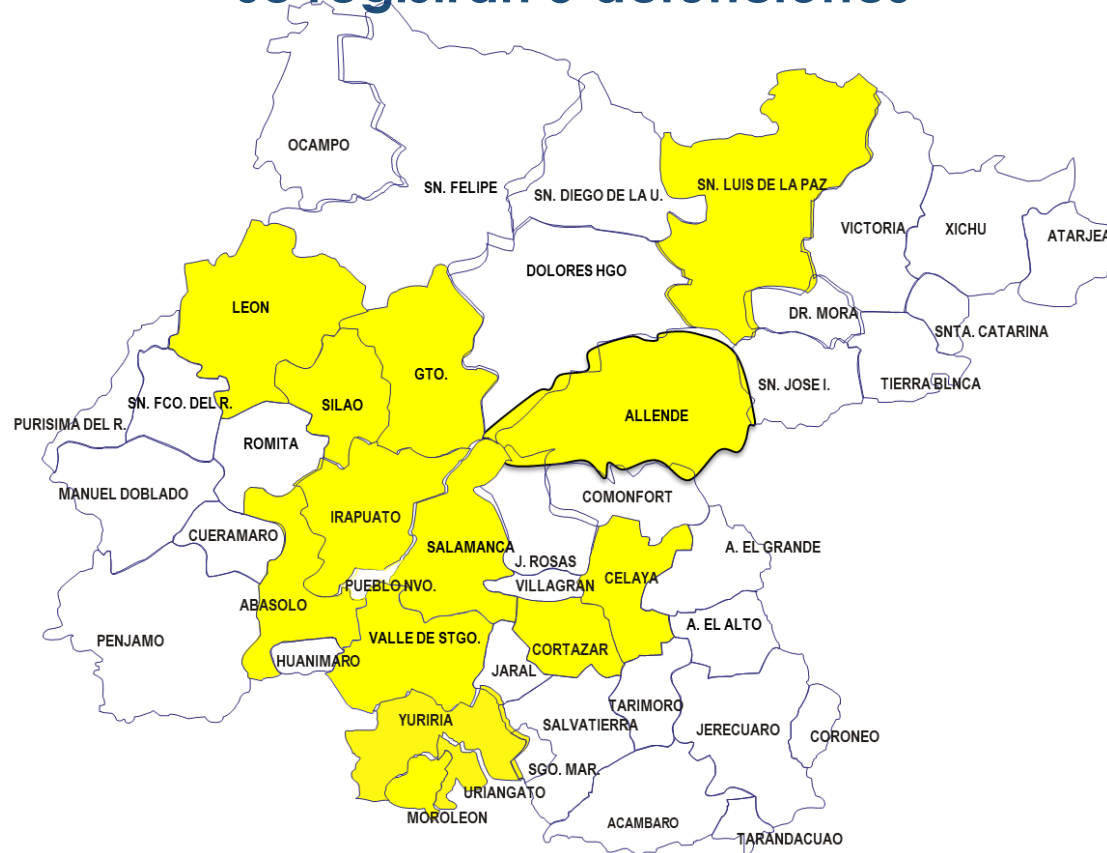 OCAMPO
SN. FELIPE
SN. DIEGO DE LA U.
SN. LUIS DE LA PAZ
VICTORIA
XICHU
ATARJEA
DOLORES HGO
LEON
DR. MORA
SNTA. CATARINA
GTO.
SN. JOSE I.
TIERRA BLNCA
SN. FCO. DEL R.
SILAO
ALLENDE
PURISIMA DEL R.
ROMITA
MANUEL DOBLADO
COMONFORT
IRAPUATO
CUERAMARO
SALAMANCA
A. EL GRANDE
J. ROSAS
PUEBLO NVO.
VILLAGRAN
CELAYA
ABASOLO
A. EL ALTO
PENJAMO
VALLE DE STGO.
CORTAZAR
HUANIMARO
JARAL
TARIMORO
YURIRIA
SALVATIERRA
JERECUARO
CORONEO
SGO. MAR.
URIANGATO
MOROLEON
ACAMBARO
TARANDACUAO